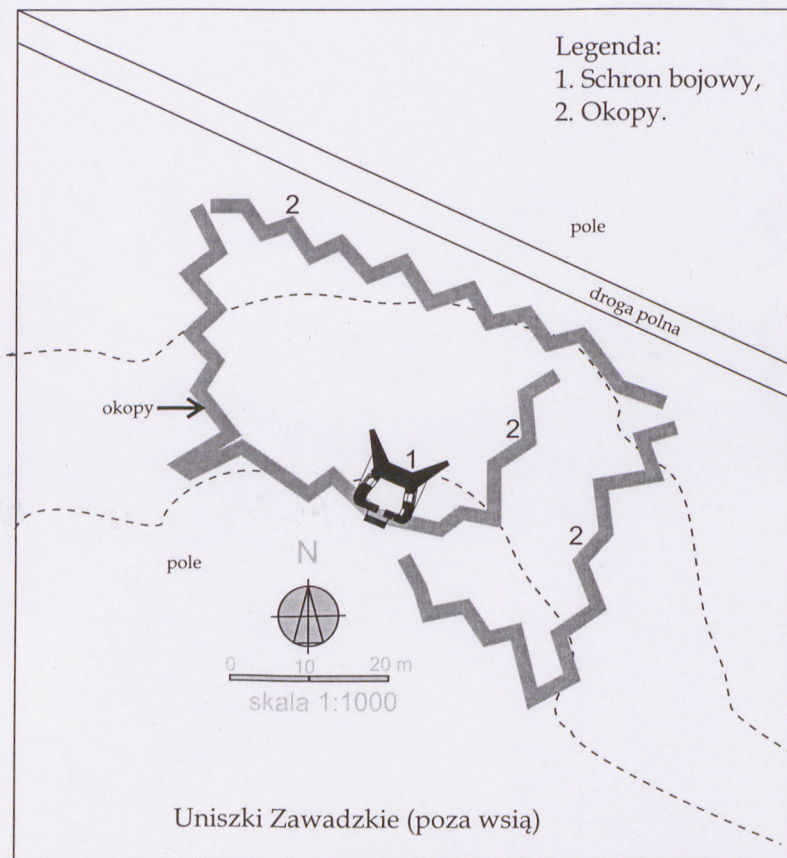 Legenda:
1. Schron bojowy,
2. Okopy.
2
pole
droga polna
okopy
1
2
2
pole
N
0 10 20 m
skala 1:1000
Uniszki Zawadzkie (poza wsią)